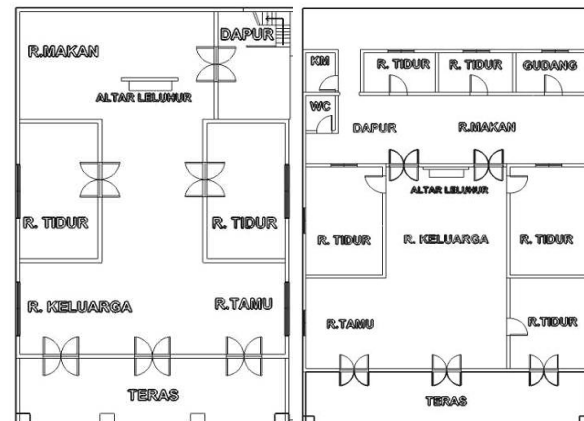 R.MAKAN
DAPUR
ALTAR LELUHUR
R. TIDUR
R. TIDUR
R. KELUARGA
R.TAMU
TERAS
KM
R. TIDUR
R. TIDUR
GUDANG
WC
DAPUR
R.MAKAN
ALTAR LELUHUR
R. TIDUR
R. KELUARGA
R. TIDUR
R.TAMU
R.TIDUR
TERAS